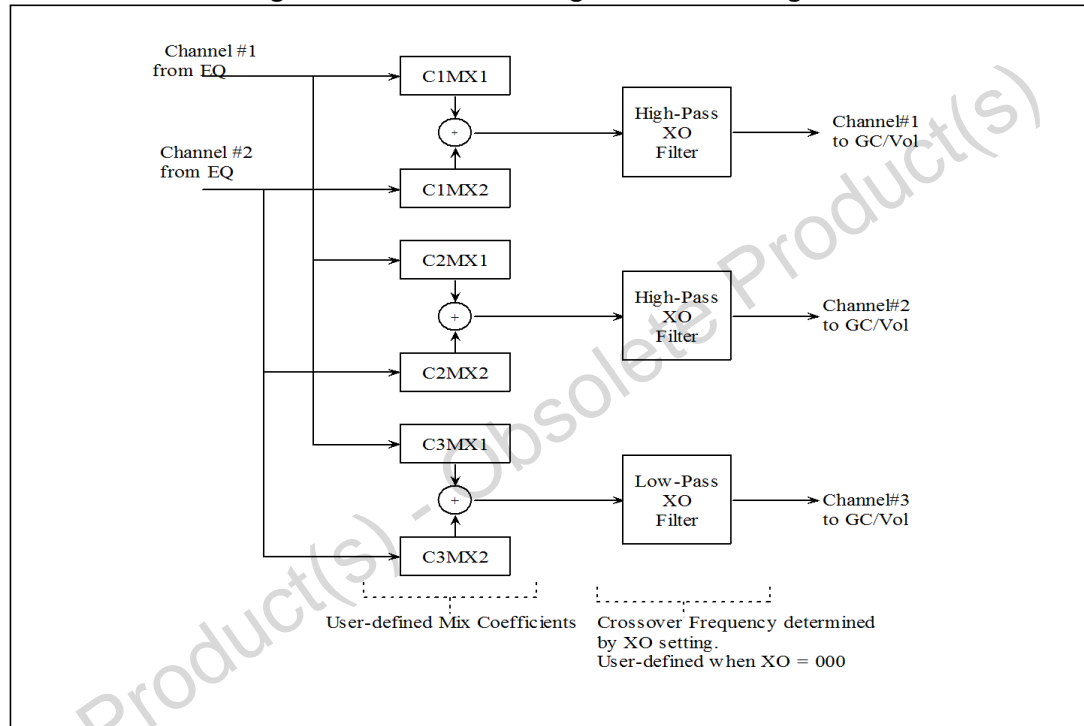 Channel #1
from EQ
C1MX1
+
High-Pass
XO
Filter
Channel#1
to GC/Vol
Channel #2
from EQ
C1MX2
C2MX1
+
High-Pass
XO
Filter
Channel#2
to GC/Vol
C2MX2
C3MX1
+
Low-Pass
XO
Filter
Channel#3
to GC/Vol
C3MX2
User-defined Mix Coefficients
Crossover Frequency determined
by XO setting.
User-defined when XO = 000
Product(s) - Obsolete Product(s)